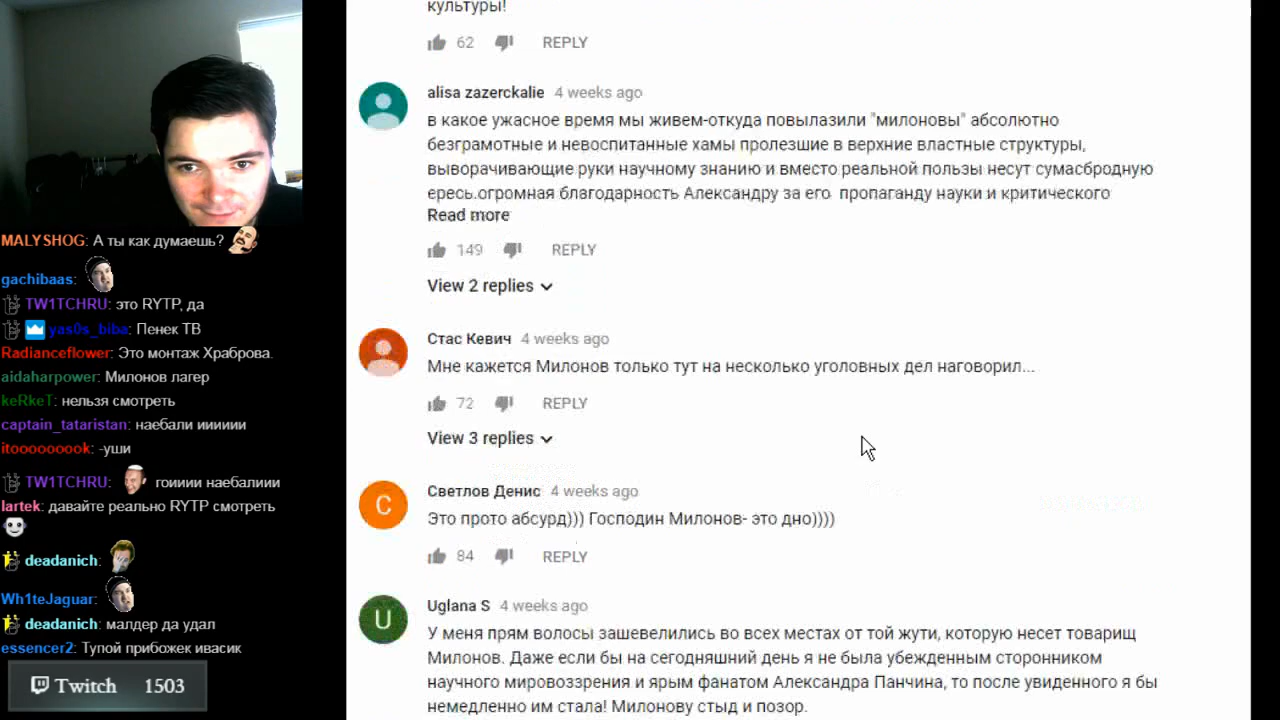 культуры!
62 REPLY
alisa zazerckalie 4 weeks ago
в какое ужасное время мы живем-откуда повылазили "милоновы" абсолютно
безграмотные и невоспитанные хамы пролезшие в верхние властные структуры,
выворачивающие руки научному знанию и вместо реальной пользы несут сумасбродную
ересь.огромная благодарность Александру за его пропаганду науки и критического
Read more
149 REPLY
View 2 replies
Стас Кевич 4 weeks ago
Мне кажется Милонов только тут на несколько уголовных дел наговорил...
72 REPLY
View 3 replies
С
Светлов Денис 4 weeks ago
Это прото абсурд))) Господин Милонов- это дно))))
84 REPLY
U
Uglana S 4 weeks ago
У меня прям волосы зашевелились во всех местах от той жути, которую несет товарищ
Милонов. Даже если бы на сегодняшний день я не была убежденным сторонником
научного мировоззрения и ярым фанатом Александра Панчина, то после увиденного я бы
немедленно им стала! Милонову стыд и позор.
MALYSHOG: А ты как думаешь?
gachibaas:
TW1TCHRU: это RYTP, да
yas0s_biba: Пенек ТВ
Radianceflower: Это монтаж Храброва.
aidaharpower: Милонов лагер
keRkeT: нельзя смотреть
captain_tataristan: наебали ииииии
itooooooook: -уши
TW1TCHRU: гоиииии наебалиии
lartek: давайте реально RYTP смотреть
deadanich:
Wh1teJaguar:
deadanich: малдер да удал
essencer2: Тупой прибожек ивасик
Twitch 1503